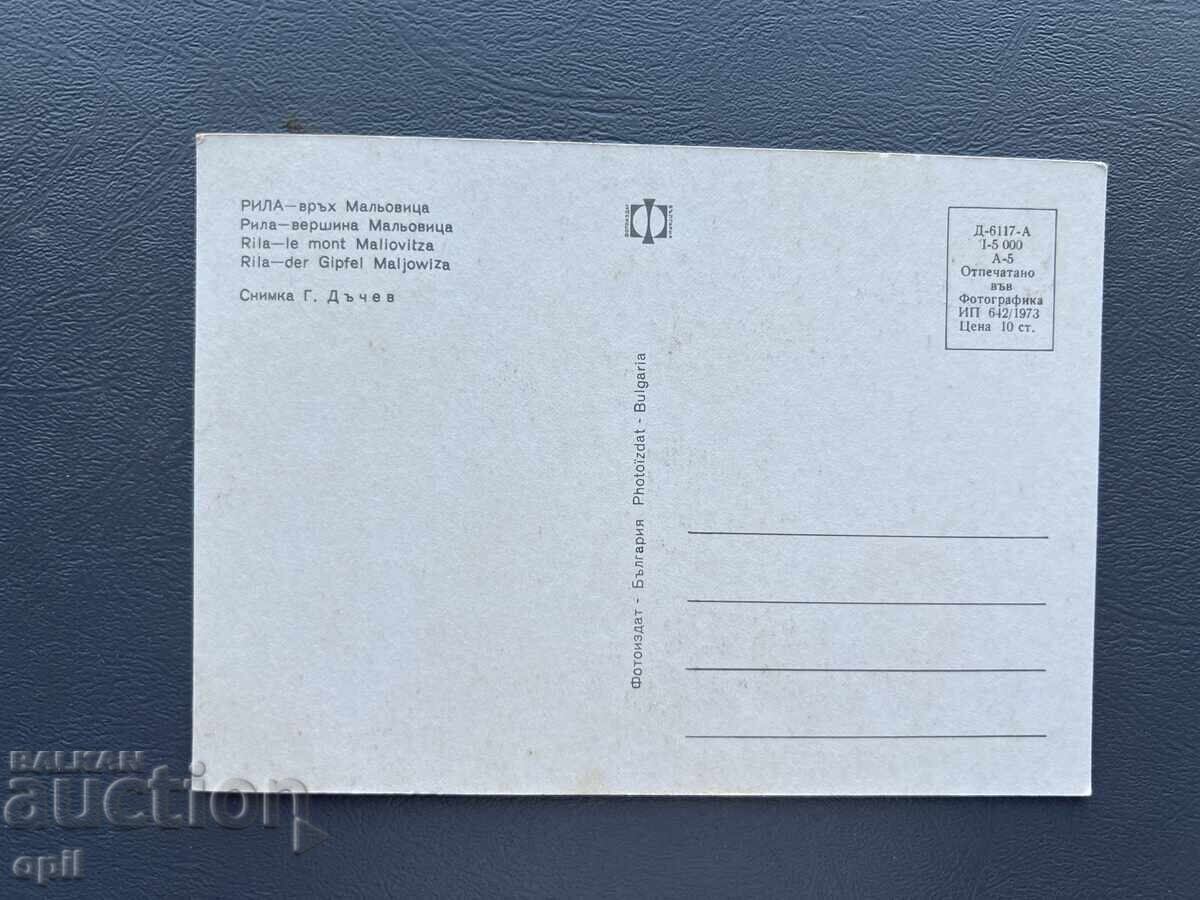 РИЛА—връх Мальовица
Рила—вершина Мальовица
Rila—le mont Maliovitza
Rila—der Gipfel Maljowiza
Снимка Г. Дъчев
Фотоиздат - България Photoïzdat - Bulgaria
Д-6117-А
I-5 000
А-5
Отпечатано
във
Фотографика
ИП 642/1973
Цена 10 ст.
BALKAN
auction
opil